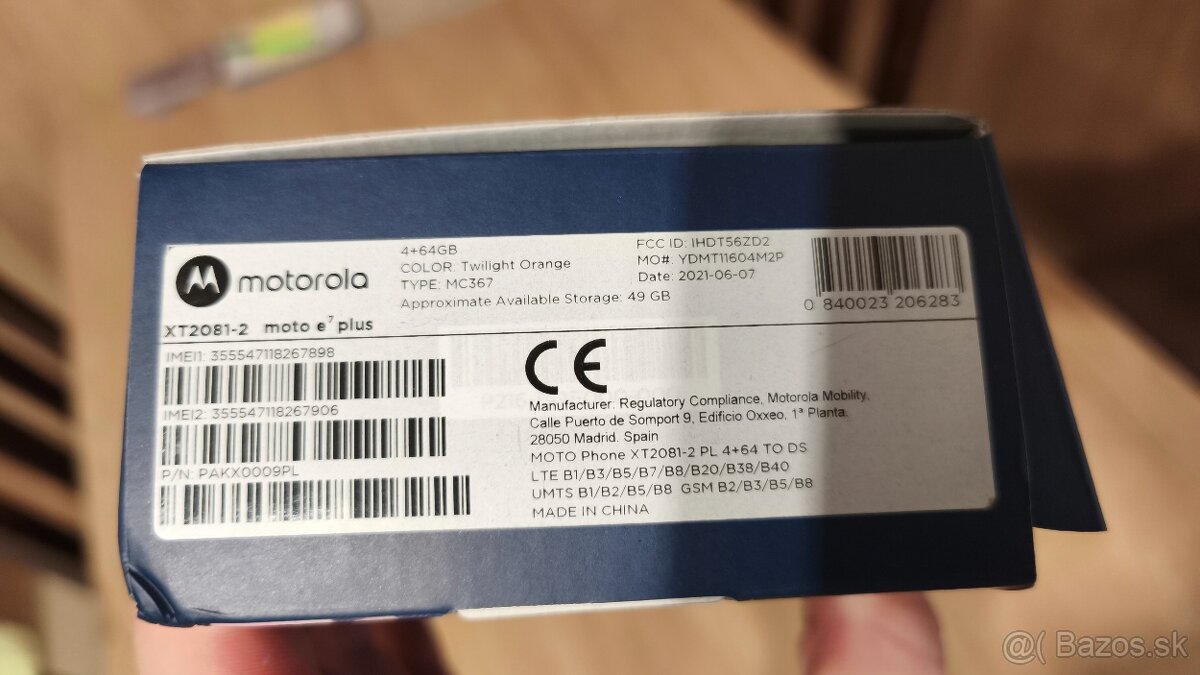 motorola
4+64GB
COLOR: Twilight Orange
TYPE: MC367
Approximate Available Storage: 49 GB
FCC ID: IHDT56ZD2
MO#: YDMT11604M2P
Date: 2021-06-07
0 840023 206283
XT2081-2 moto e⁷ plus
IMEI1: 355547118267898
IMEI2: 355547118267906
P/N: PAKX0009PL
CE
Manufacturer: Regulatory Compliance, Motorola Mobility,
Calle Puerto de Somport 9, Edificio Oxxeo, 1ª Planta.
28050 Madrid. Spain
MOTO Phone XT2081-2 PL 4+64 TO DS
LTE B1/B3/B5/B7/B8/B20/B38/B40
UMTS B1/B2/B5/B8 GSM B2/B3/B5/B8
MADE IN CHINA
@( Bazos.sk